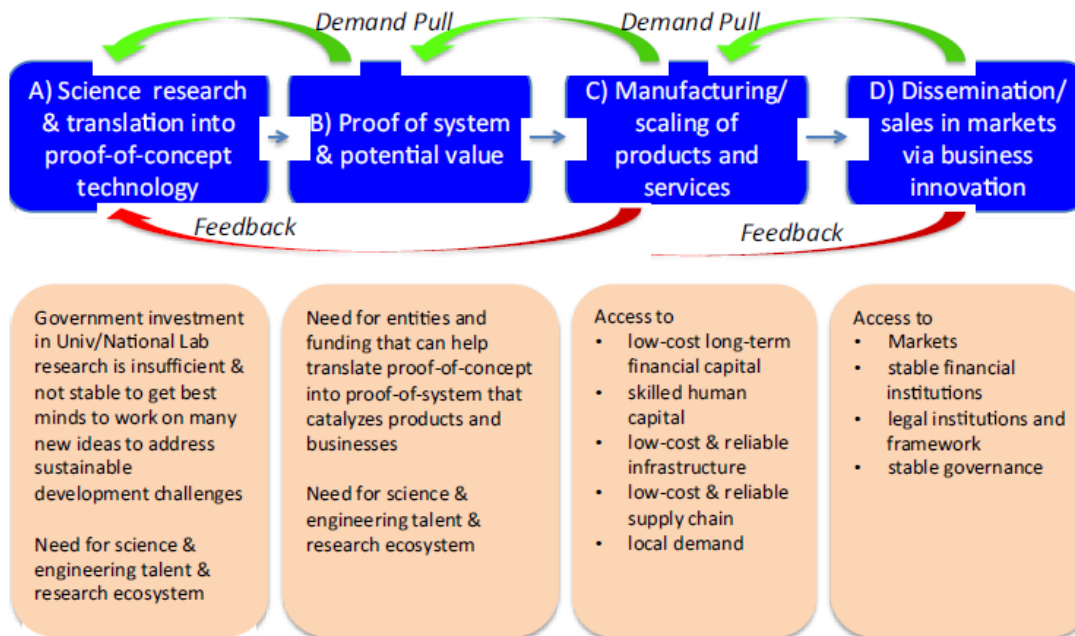 Demand Pull
Demand Pull
A) Science research
& translation into
proof-of-concept
technology
B) Proof of system
& potential value
C) Manufacturing/
scaling of
products and
services
D) Dissemination/
sales in markets
via business
innovation
Feedback
Feedback
Government investment
in Univ/National Lab
research is insufficient &
not stable to get best
minds to work on many
new ideas to address
sustainable
development challenges
Need for science &
engineering talent &
research ecosystem
Need for entities and
funding that can help
translate proof-of-concept
into proof-of-system that
catalyzes products and
businesses
Need for science &
engineering talent &
research ecosystem
Access to
• low-cost long-term
financial capital
• skilled human
capital
• low-cost & reliable
infrastructure
• low-cost & reliable
supply chain
• local demand
Access to
• Markets
• stable financial
institutions
• legal institutions and
framework
• stable governance